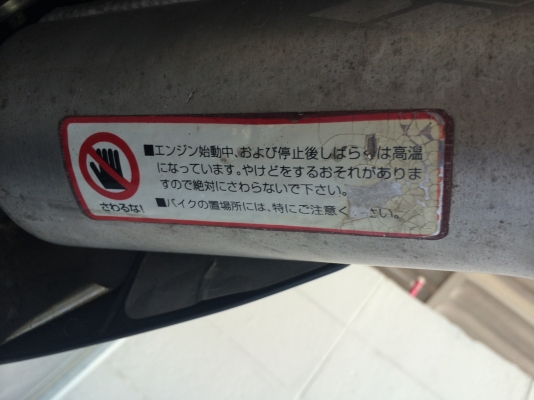 さわるな!
■エンジン始動中、および停止後しばらくは高温
になっています。やけどをするおそれがありま
すので絶対にさわらないで下さい。
■バイクの置場所には、特にご注意く さい。